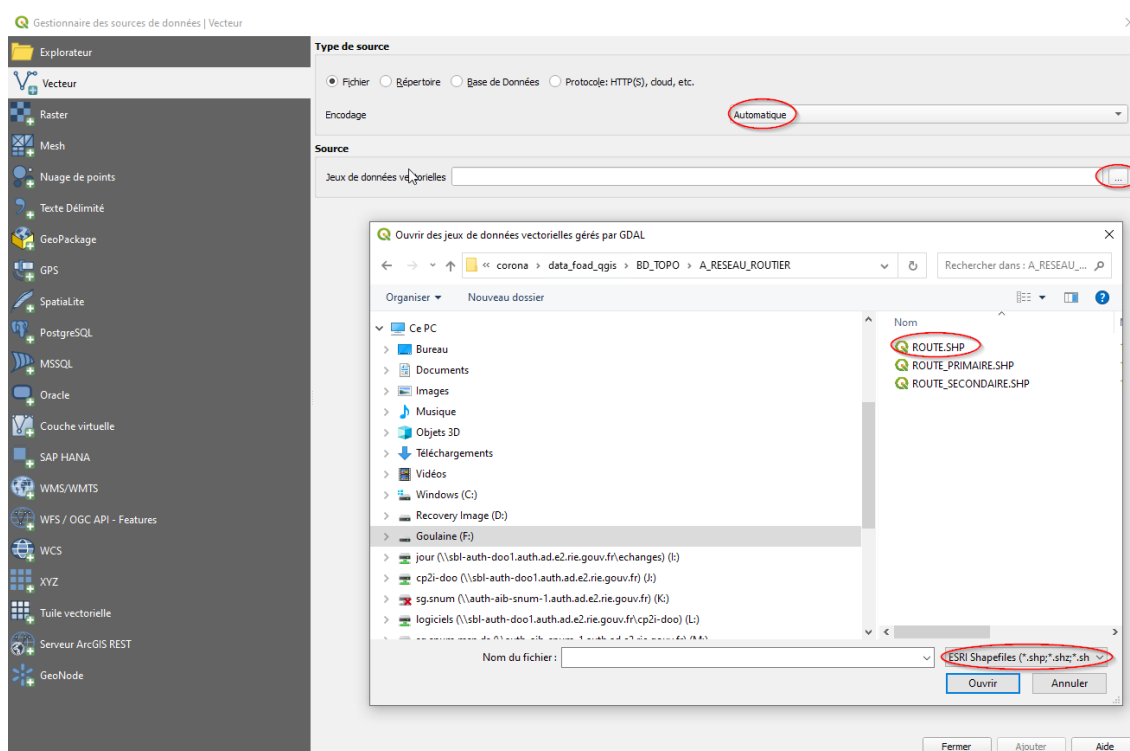 Gestionnaire des sources de données | Vecteur
Explorateur
Vecteur
Raster
Mesh
Nuage de points
Texte Délimité
GeoPackage
GPS
SpatiaLite
PostgreSQL
MSSQL
Oracle
Couche virtuelle
SAP HANA
WMS/WMTS
WFS / OGC API - Features
WCS
XYZ
Tuile vectorielle
Serveur ArcGIS REST
GeoNode
Type de source
Fichier Répertoire Base de Données Protocole: HTTP(S), cloud, etc.
Encodage Automatique
Source
Jeux de données vectorielles ...
Ouvrir des jeux de données vectorielles gérés par GDAL
« corona > data_foad_qgis > BD_TOPO > A_RESEAU_ROUTIER Rechercher dans : A_RESEAU_...
Organiser Nouveau dossier
Ce PC
Bureau
Documents
Images
Musique
Objets 3D
Téléchargements
Vidéos
Windows (C:)
Recovery Image (D:)
Goulaine (F:)
jour (\\sbl-auth-doo1.auth.ad.e2.rie.gouv.fr\echanges) (I:)
cp2i-doo (\\sbl-auth-doo1.auth.ad.e2.rie.gouv.fr) (J:)
sg.snum (\\auth-aib-snum-1.auth.ad.e2.rie.gouv.fr) (K:)
logiciels (\\sbl-auth-doo1.auth.ad.e2.rie.gouv.fr\cp2i-doo) (L:)
Nom
ROUTE.SHP
ROUTE_PRIMAIRE.SHP
ROUTE_SECONDAIRE.SHP
Nom du fichier : ESRI Shapefiles (*.shp;*.shz;*.sh
Ouvrir Annuler
Fermer Ajouter Aide